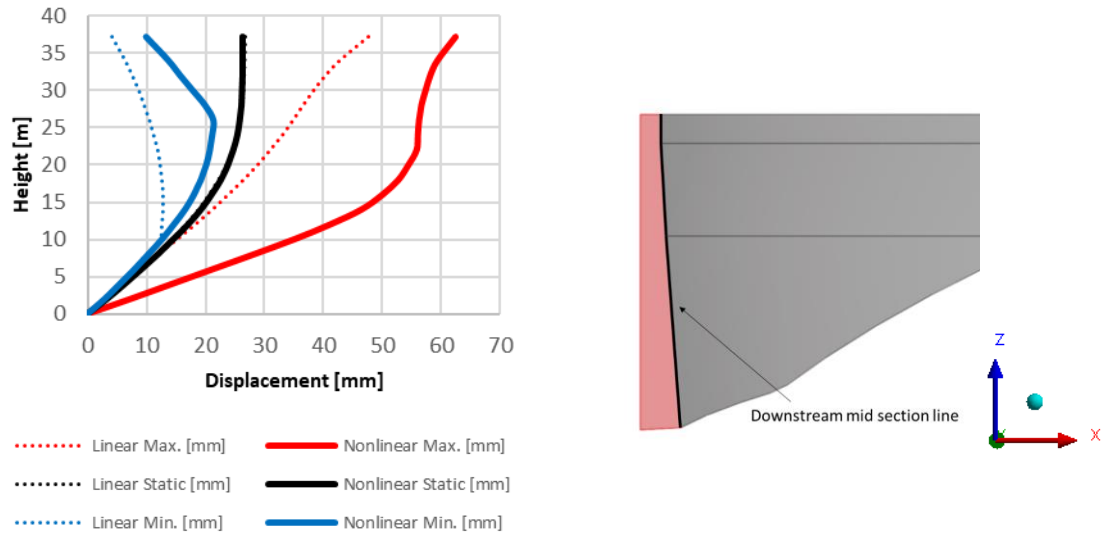 40
35
30
25
20
15
10
5
0
Height [m]
0 10 20 30 40 50 60 70
Displacement [mm]
Linear Max. [mm] Nonlinear Max. [mm]
Linear Static [mm] Nonlinear Static [mm]
Linear Min. [mm] Nonlinear Min. [mm]
Downstream mid section line
Z
X